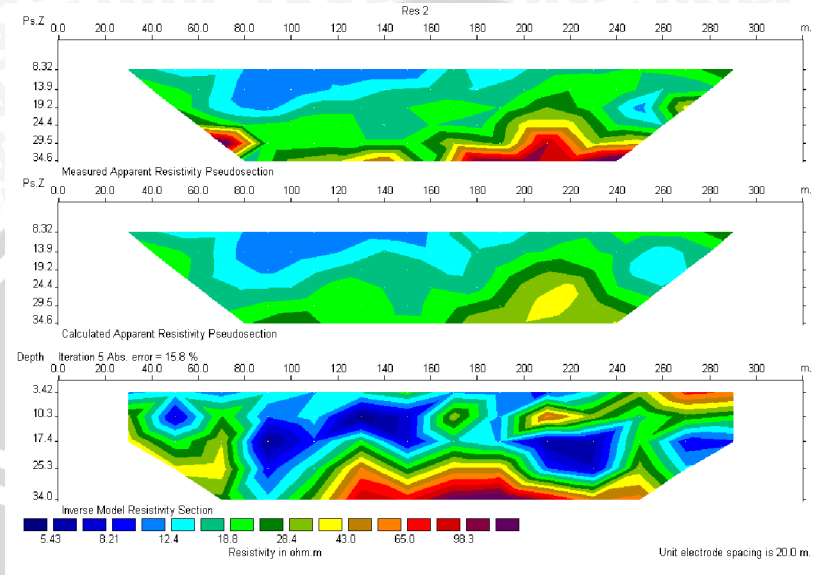 Res 2
Ps.Z 0.0 20.0 40.0 60.0 80.0 100 120 140 160 180 200 220 240 260 280 300 m.
8.32
13.9
19.2
24.4
29.5
34.6
Measured Apparent Resistivity Pseudosection
Ps.Z 0.0 20.0 40.0 60.0 80.0 100 120 140 160 180 200 220 240 260 280 300 m.
8.32
13.9
19.2
24.4
29.5
34.6
Calculated Apparent Resistivity Pseudosection
Depth Iteration 5 Abs. error = 15.8 %
0.0 20.0 40.0 60.0 80.0 100 120 140 160 180 200 220 240 260 280 300 m.
3.42
10.3
17.4
25.3
34.0
Inverse Model Resistivity Section
5.43 8.21 12.4 18.8 28.4 43.0 65.0 98.3
Resistivity in ohm.m
Unit electrode spacing is 20.0 m.